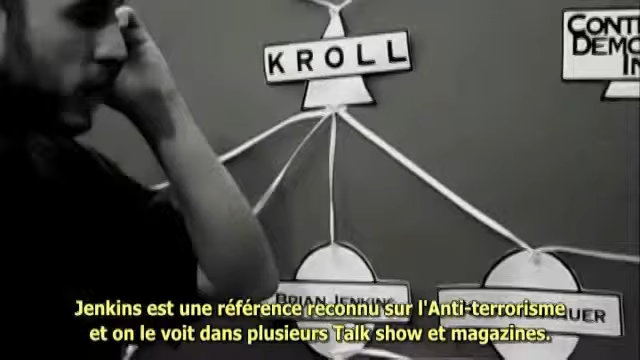 KROLL
BRIAN JENKINS
Jenkins est une référence reconnu sur l'Anti-terrorisme
et on le voit dans plusieurs Talk show et magazines.